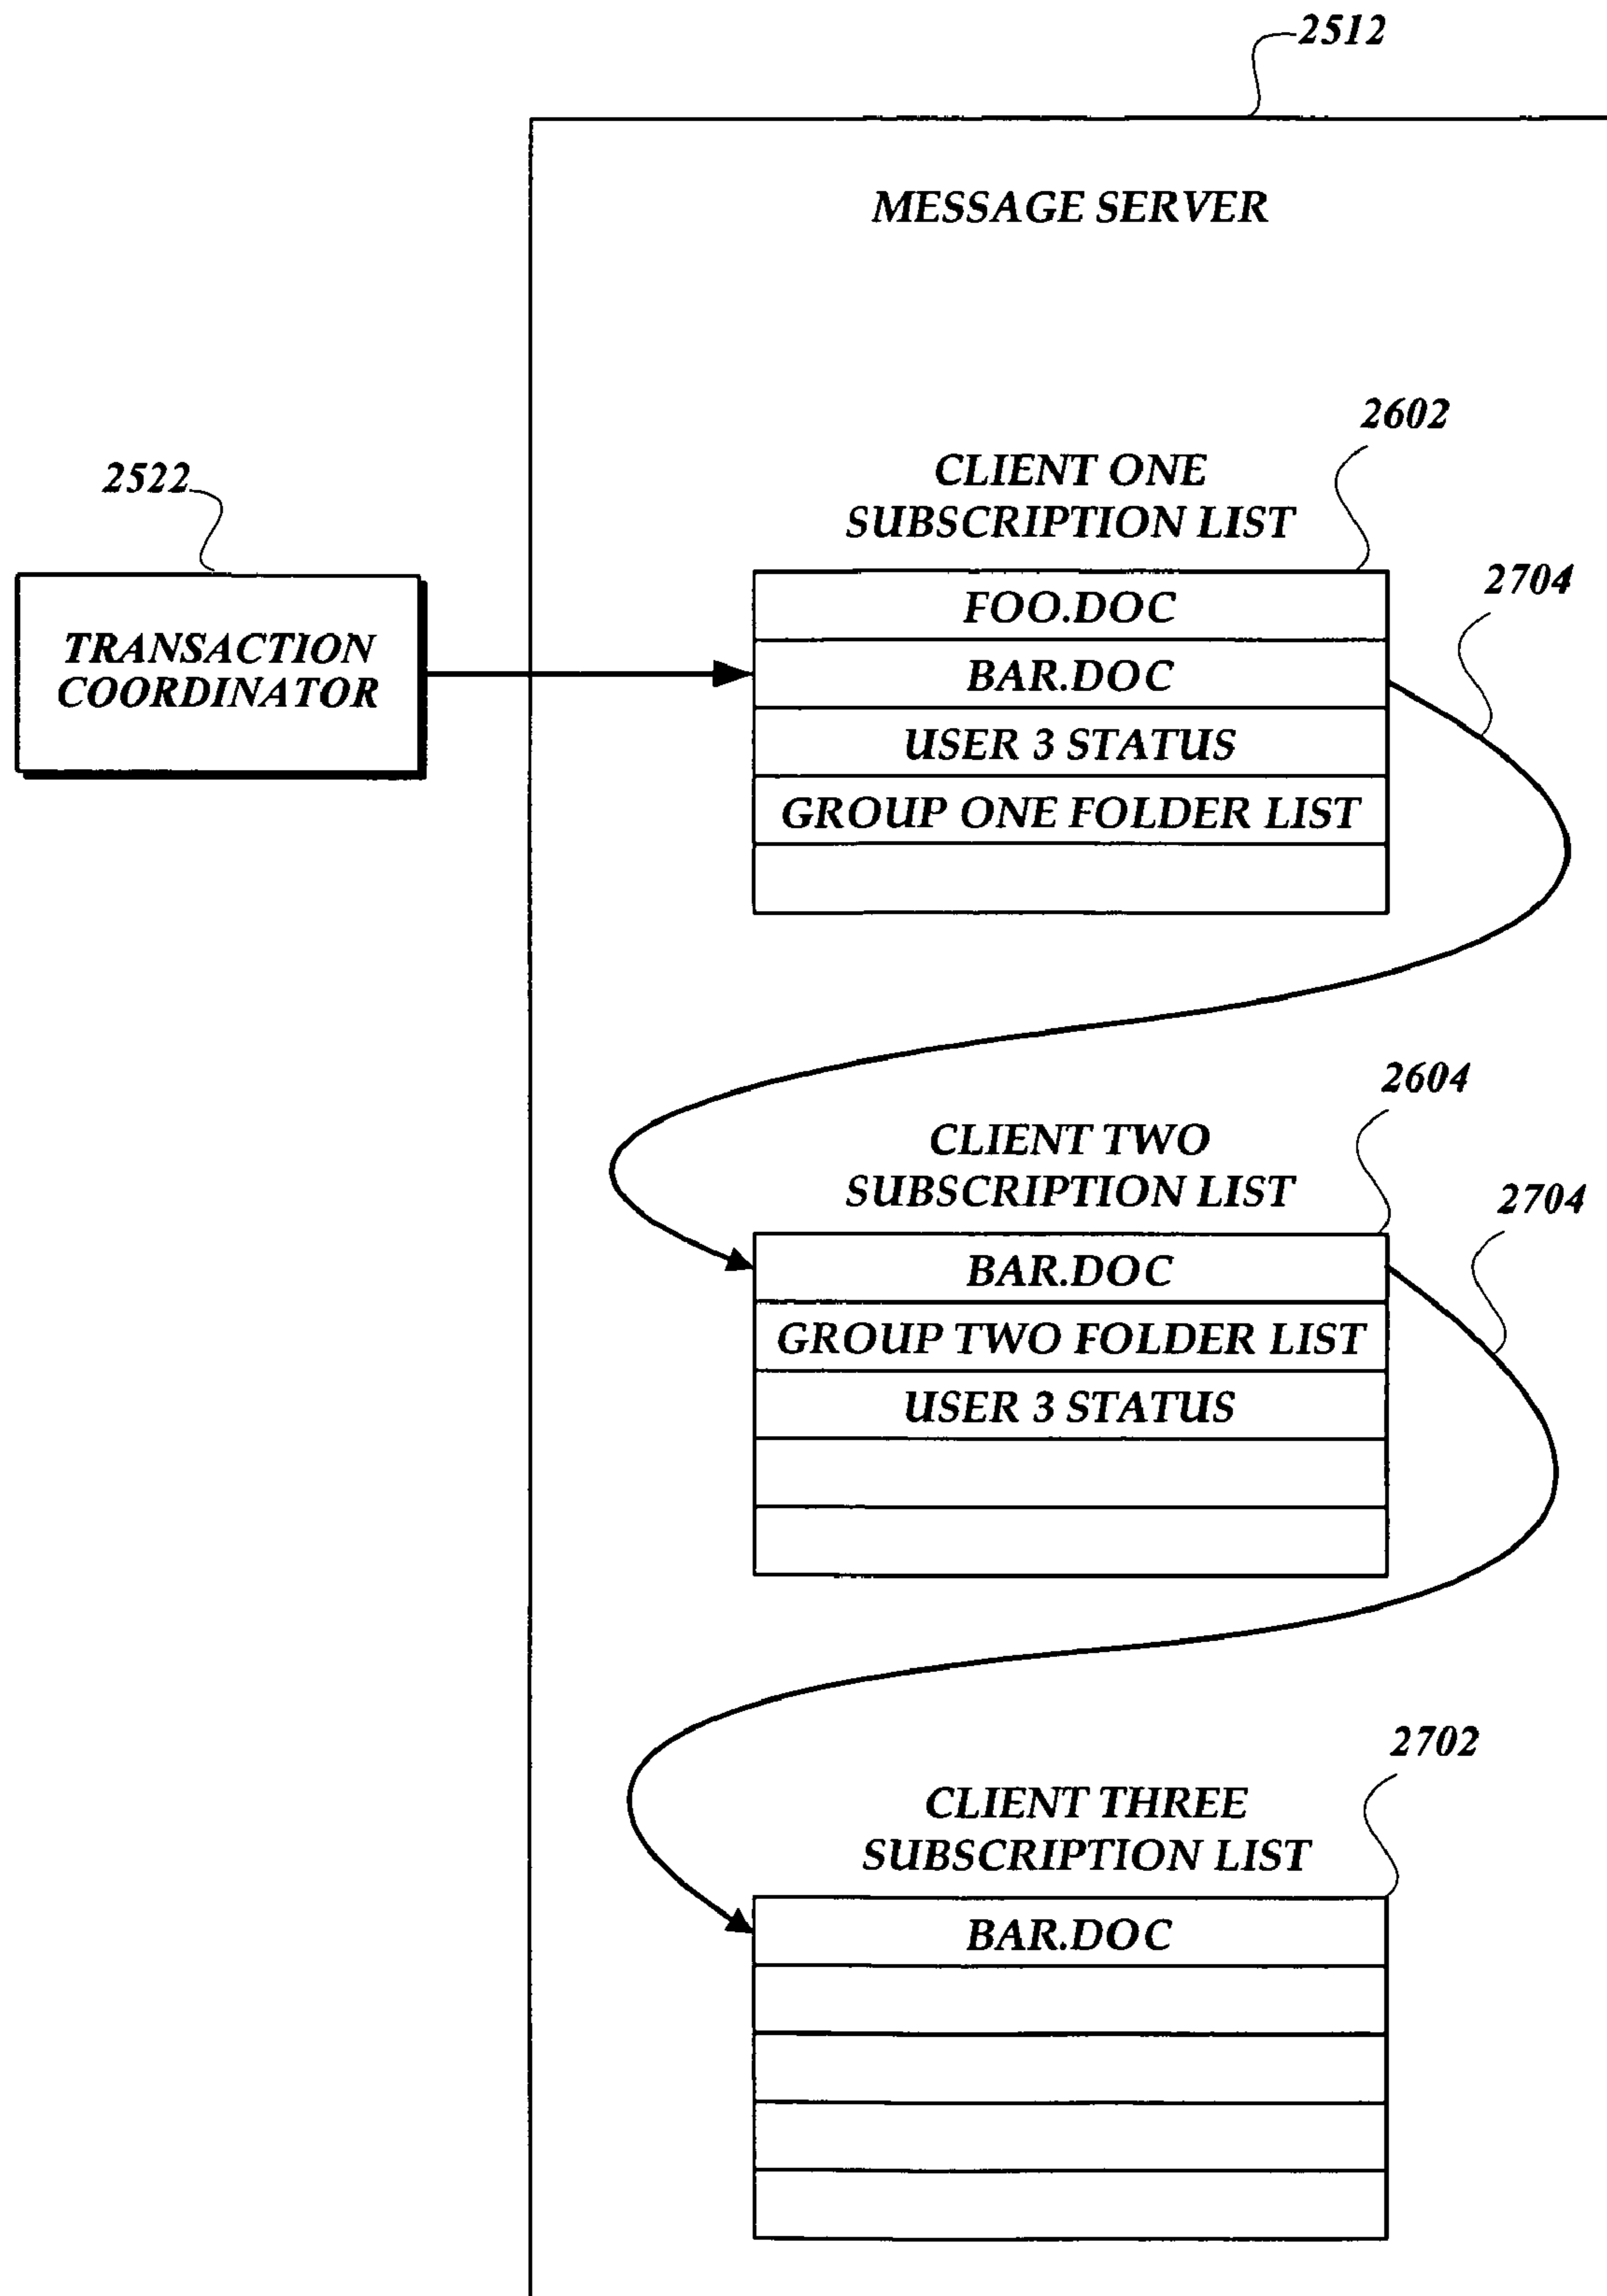 2512
MESSAGE SERVER
2602
CLIENT ONE
SUBSCRIPTION LIST
2522
2704
FOO.DOC
TRANSACTION
COORDINATOR
BAR.DOC
USER 3 STATUS
GROUP ONE FOLDER LIST
2604
CLIENT TWO
SUBSCRIPTION LIST
2704
BAR.DOC
GROUP TWO FOLDER LIST
USER 3 STATUS
2702
CLIENT THREE
SUBSCRIPTION LIST
BAR.DOC